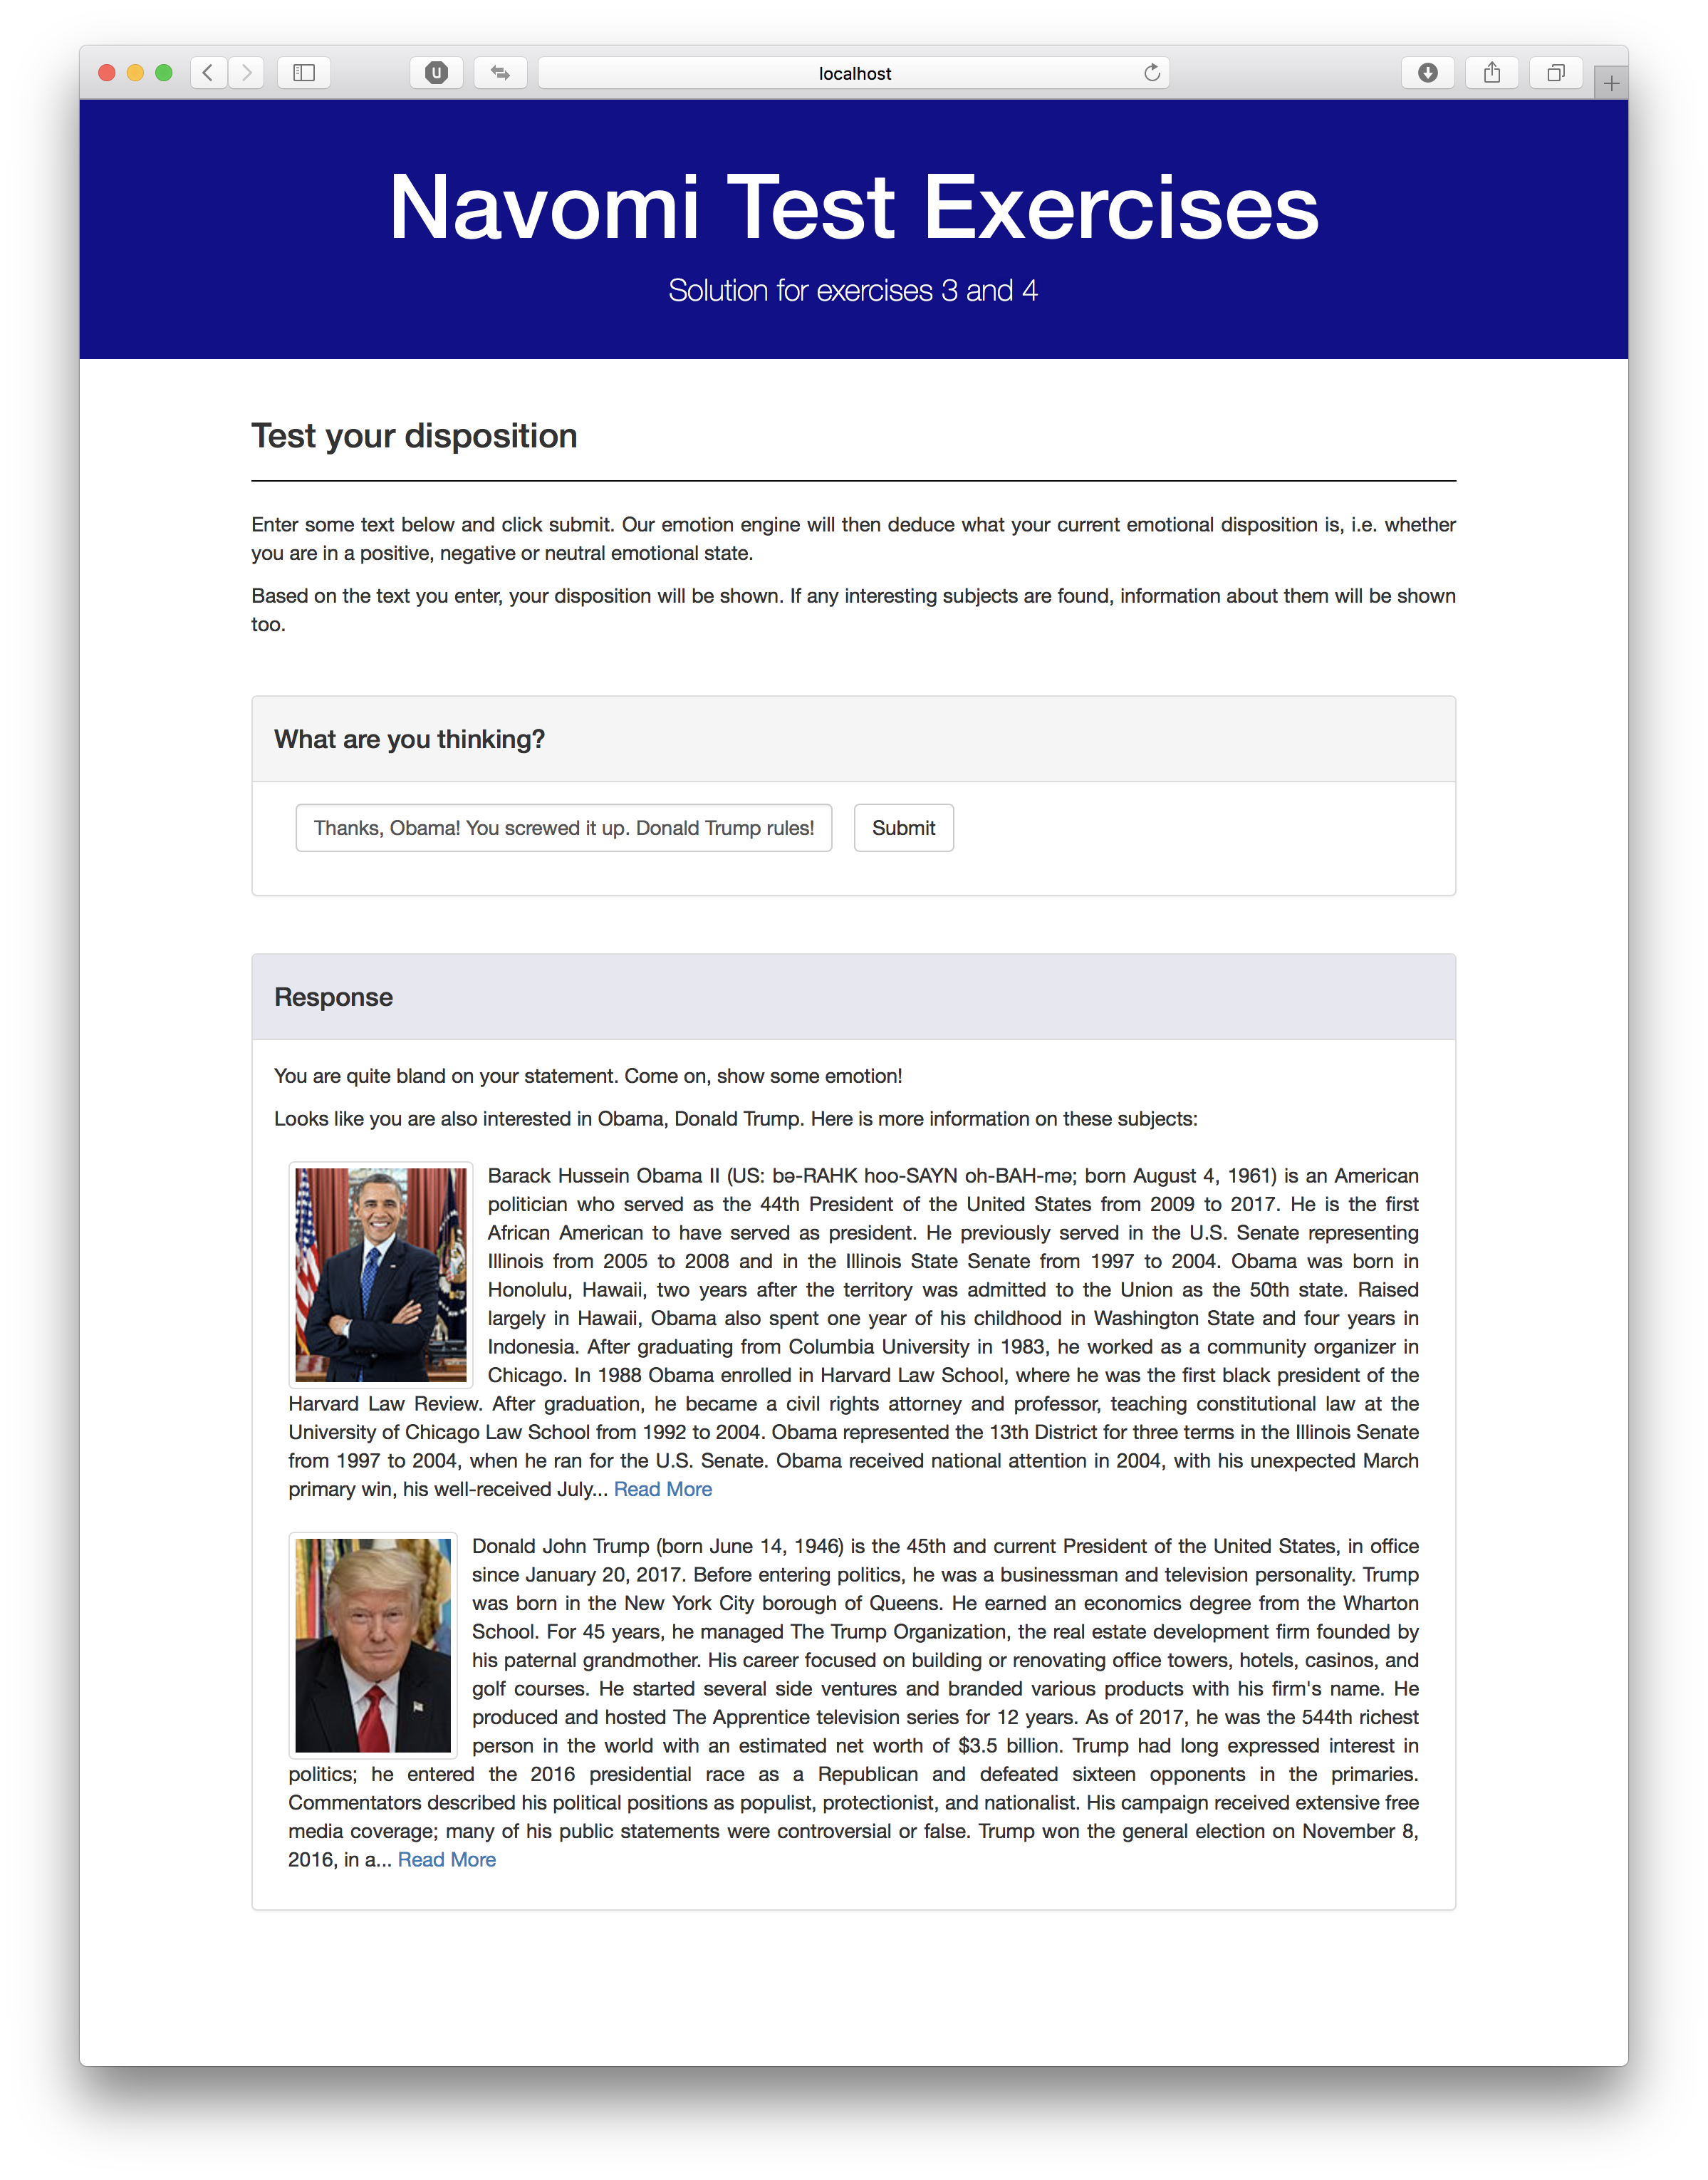 localhost
Navomi Test Exercises
Solution for exercises 3 and 4
Test your disposition
Enter some text below and click submit. Our emotion engine will then deduce what your current emotional disposition is, i.e. whether
you are in a positive, negative or neutral emotional state.
Based on the text you enter, your disposition will be shown. If any interesting subjects are found, information about them will be shown
too.
What are you thinking?
Thanks, Obama! You screwed it up. Donald Trump rules!
Submit
Response
You are quite bland on your statement. Come on, show some emotion!
Looks like you are also interested in Obama, Donald Trump. Here is more information on these subjects:
Barack Hussein Obama II (US: bə-RAHK hoo-SAYN oh-BAH-mə; born August 4, 1961) is an American
politician who served as the 44th President of the United States from 2009 to 2017. He is the first
African American to have served as president. He previously served in the U.S. Senate representing
Illinois from 2005 to 2008 and in the Illinois State Senate from 1997 to 2004. Obama was born in
Honolulu, Hawaii, two years after the territory was admitted to the Union as the 50th state. Raised
largely in Hawaii, Obama also spent one year of his childhood in Washington State and four years in
Indonesia. After graduating from Columbia University in 1983, he worked as a community organizer in
Chicago. In 1988 Obama enrolled in Harvard Law School, where he was the first black president of the
Harvard Law Review. After graduation, he became a civil rights attorney and professor, teaching constitutional law at the
University of Chicago Law School from 1992 to 2004. Obama represented the 13th District for three terms in the Illinois Senate
from 1997 to 2004, when he ran for the U.S. Senate. Obama received national attention in 2004, with his unexpected March
primary win, his well-received July... Read More
Donald John Trump (born June 14, 1946) is the 45th and current President of the United States, in office
since January 20, 2017. Before entering politics, he was a businessman and television personality. Trump
was born in the New York City borough of Queens. He earned an economics degree from the Wharton
School. For 45 years, he managed The Trump Organization, the real estate development firm founded by
his paternal grandmother. His career focused on building or renovating office towers, hotels, casinos, and
golf courses. He started several side ventures and branded various products with his firm's name. He
produced and hosted The Apprentice television series for 12 years. As of 2017, he was the 544th richest
person in the world with an estimated net worth of $3.5 billion. Trump had long expressed interest in
politics; he entered the 2016 presidential race as a Republican and defeated sixteen opponents in the primaries.
Commentators described his political positions as populist, protectionist, and nationalist. His campaign received extensive free
media coverage; many of his public statements were controversial or false. Trump won the general election on November 8,
2016, in a... Read More